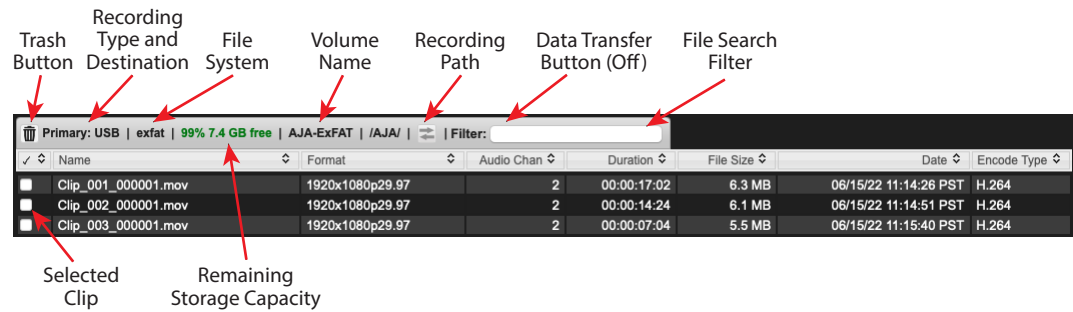 Trash Button
Recording Type and Destination
File System
Volume Name
Recording Path
Data Transfer Button (Off)
File Search Filter
Primary: USB | exfat | 99% 7.4 GB free | AJA-ExFAT | /AJA/ | | Filter:
✓ Name Format Audio Chan Duration File Size Date Encode Type
Clip_001_000001.mov 1920x1080p29.97 2 00:00:17:02 6.3 MB 06/15/22 11:14:26 PST H.264
Clip_002_000001.mov 1920x1080p29.97 2 00:00:14:24 6.1 MB 06/15/22 11:14:51 PST H.264
Clip_003_000001.mov 1920x1080p29.97 2 00:00:07:04 5.5 MB 06/15/22 11:15:40 PST H.264
Selected Clip
Remaining Storage Capacity